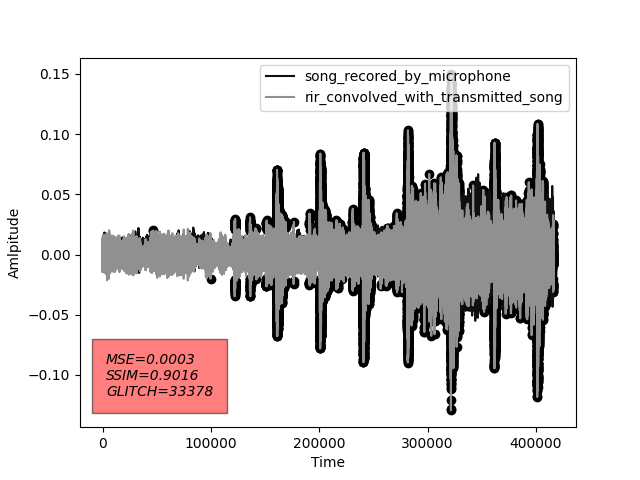 song_recored_by_microphone
rir_convolved_with_transmitted_song
0.15
0.10
0.05
0.00
−0.05
−0.10
Amlpitude
MSE=0.0003
SSIM=0.9016
GLITCH=33378
0 100000 200000 300000 400000
Time